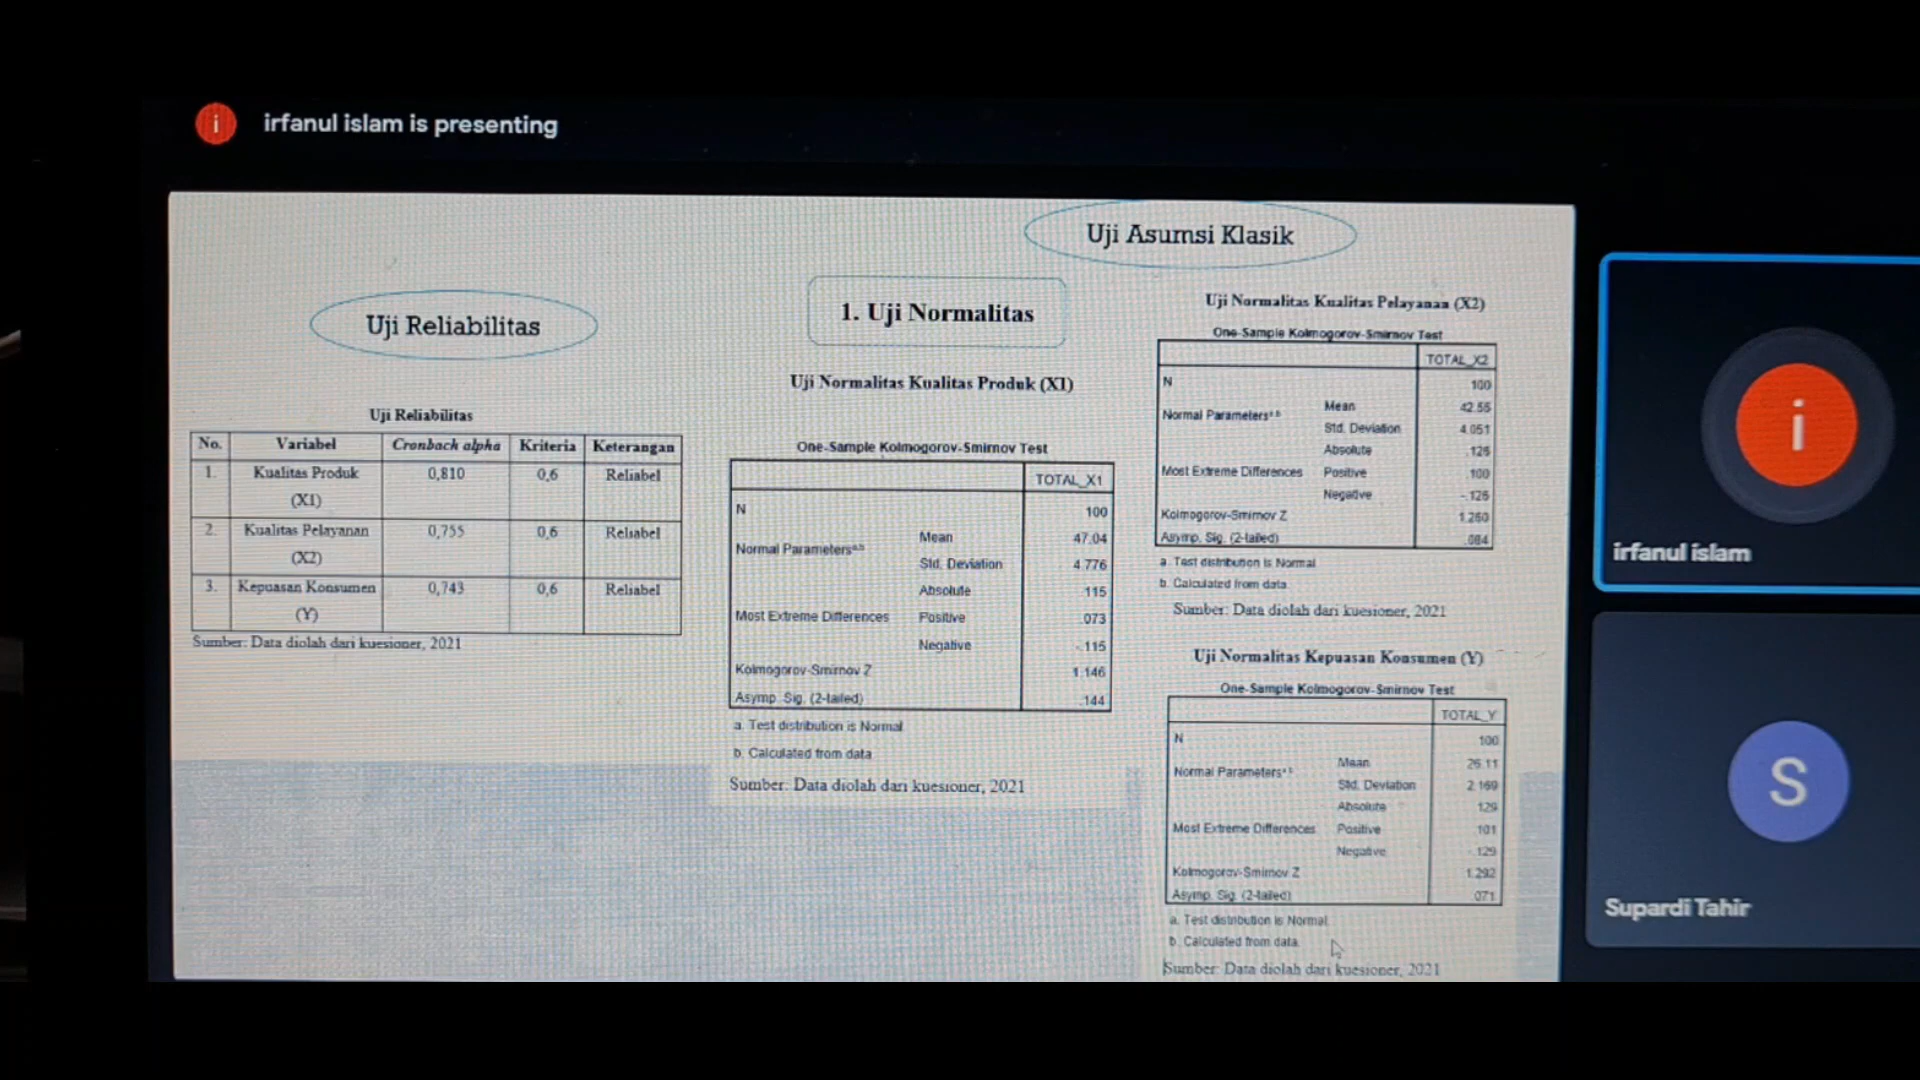 i
irfanul islam is presenting
Uji Reliabilitas
Uji Reliabilitas
No. Variabel Cronbach alpha Kriteria Keterangan
1. Kualitas Produk (X1) 0,810 0,6 Reliabel
2. Kualitas Pelayanan (X2) 0,755 0,6 Reliabel
3. Kepuasan Konsumen (Y) 0,743 0,6 Reliabel
Sumber: Data diolah dari kuesioner, 2021
Uji Asumsi Klasik
1. Uji Normalitas
Uji Normalitas Kualitas Produk (X1)
One-Sample Kolmogorov-Smirnov Test
TOTAL_X1
N 100
Normal Parametersa,b Mean 47.04
Std. Deviation 4.776
Most Extreme Differences Absolute .115
Positive .073
Negative -.115
Kolmogorov-Smirnov Z 1.146
Asymp. Sig. (2-tailed) .144
a. Test distribution is Normal.
b. Calculated from data.
Sumber: Data diolah dari kuesioner, 2021
Uji Normalitas Kualitas Pelayanan (X2)
One-Sample Kolmogorov-Smirnov Test
TOTAL_X2
N 100
Normal Parametersa,b Mean 42.55
Std. Deviation 4.051
Most Extreme Differences Absolute .126
Positive .100
Negative -.126
Kolmogorov-Smirnov Z 1.260
Asymp. Sig. (2-tailed) .084
a. Test distribution is Normal.
b. Calculated from data.
Sumber: Data diolah dari kuesioner, 2021
Uji Normalitas Kepuasan Konsumen (Y)
One-Sample Kolmogorov-Smirnov Test
TOTAL_Y
N 100
Normal Parametersa,b Mean 26.11
Std. Deviation 2.169
Most Extreme Differences Absolute .129
Positive .101
Negative -.129
Kolmogorov-Smirnov Z 1.292
Asymp. Sig. (2-tailed) .071
a. Test distribution is Normal.
b. Calculated from data.
Sumber: Data diolah dari kuesioner, 2021
i
irfanul islam
S
Supardi Tahir